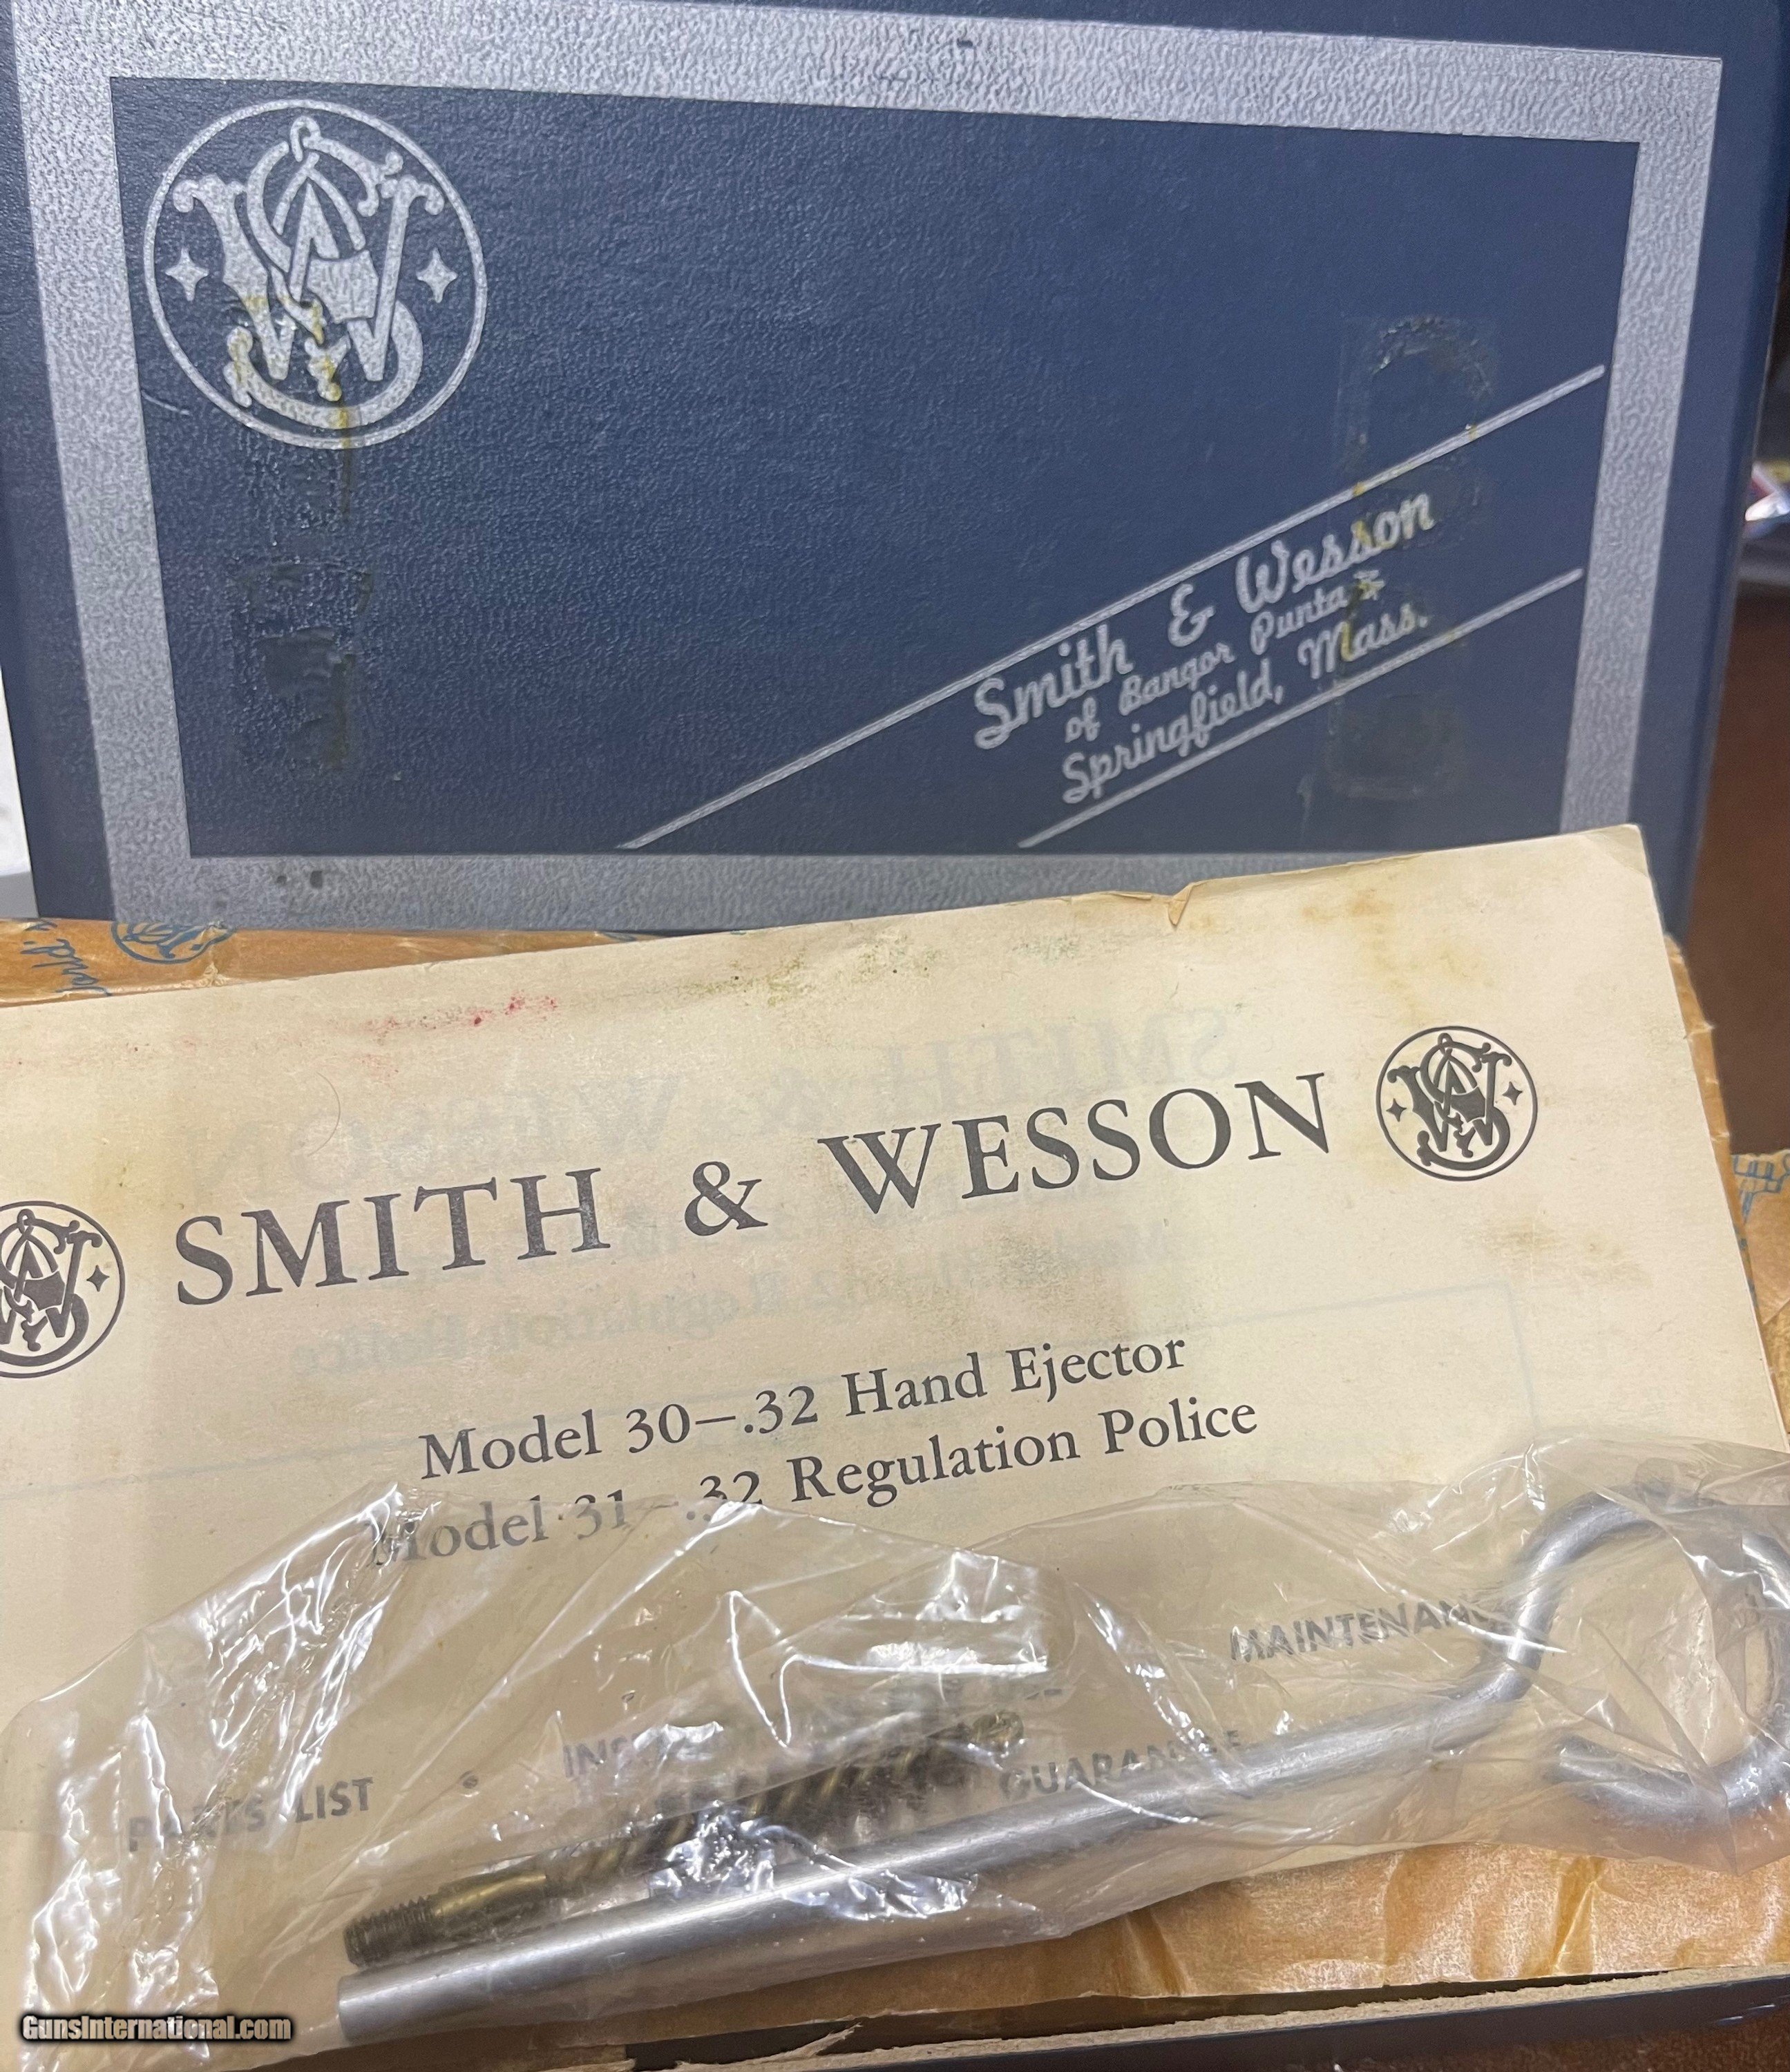 Smith & Wesson
of Bangor Punta
Springfield, Mass.
SMITH & WESSON
Model 30—.32 Hand Ejector
Model 31—.32 Regulation Police
MAINTENANCE
PARTS LIST
GUARANTEE
GunsInternational.com